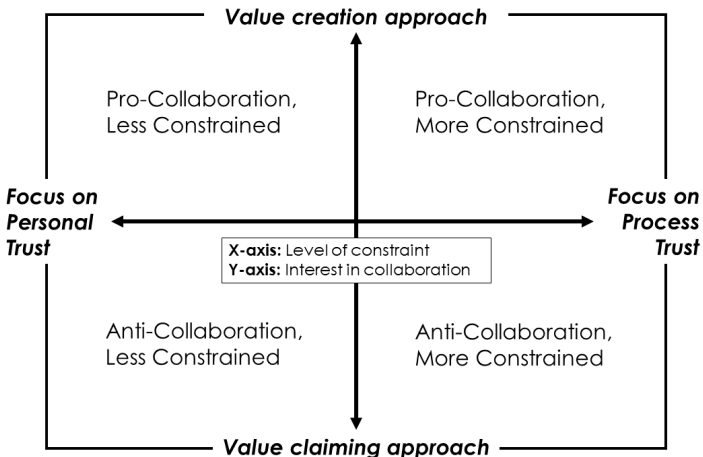 Value creation approach
Pro-Collaboration,
Less Constrained
Pro-Collaboration,
More Constrained
Focus on
Personal
Trust
Focus on
Process
Trust
X-axis: Level of constraint
Y-axis: Interest in collaboration
Anti-Collaboration,
Less Constrained
Anti-Collaboration,
More Constrained
Value claiming approach